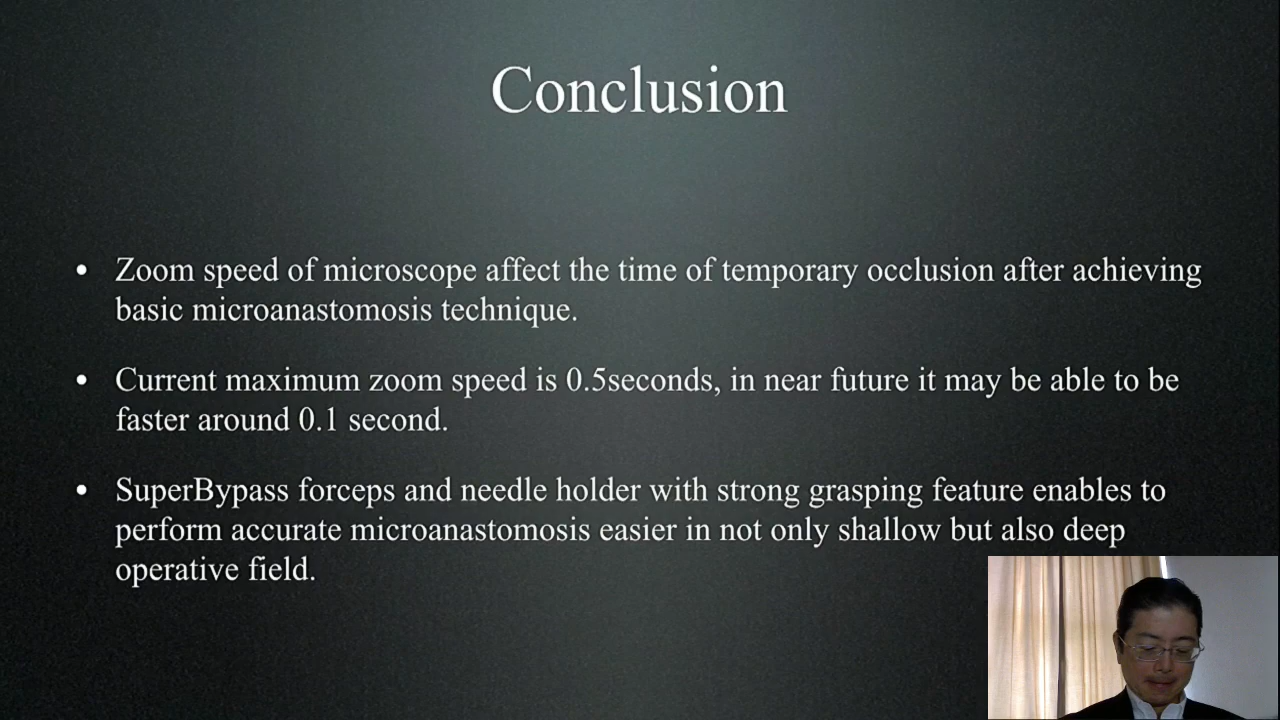 Conclusion
• Zoom speed of microscope affect the time of temporary occlusion after achieving
basic microanastomosis technique.
• Current maximum zoom speed is 0.5seconds, in near future it may be able to be
faster around 0.1 second.
• SuperBypass forceps and needle holder with strong grasping feature enables to
perform accurate microanastomosis easier in not only shallow but also deep
operative field.